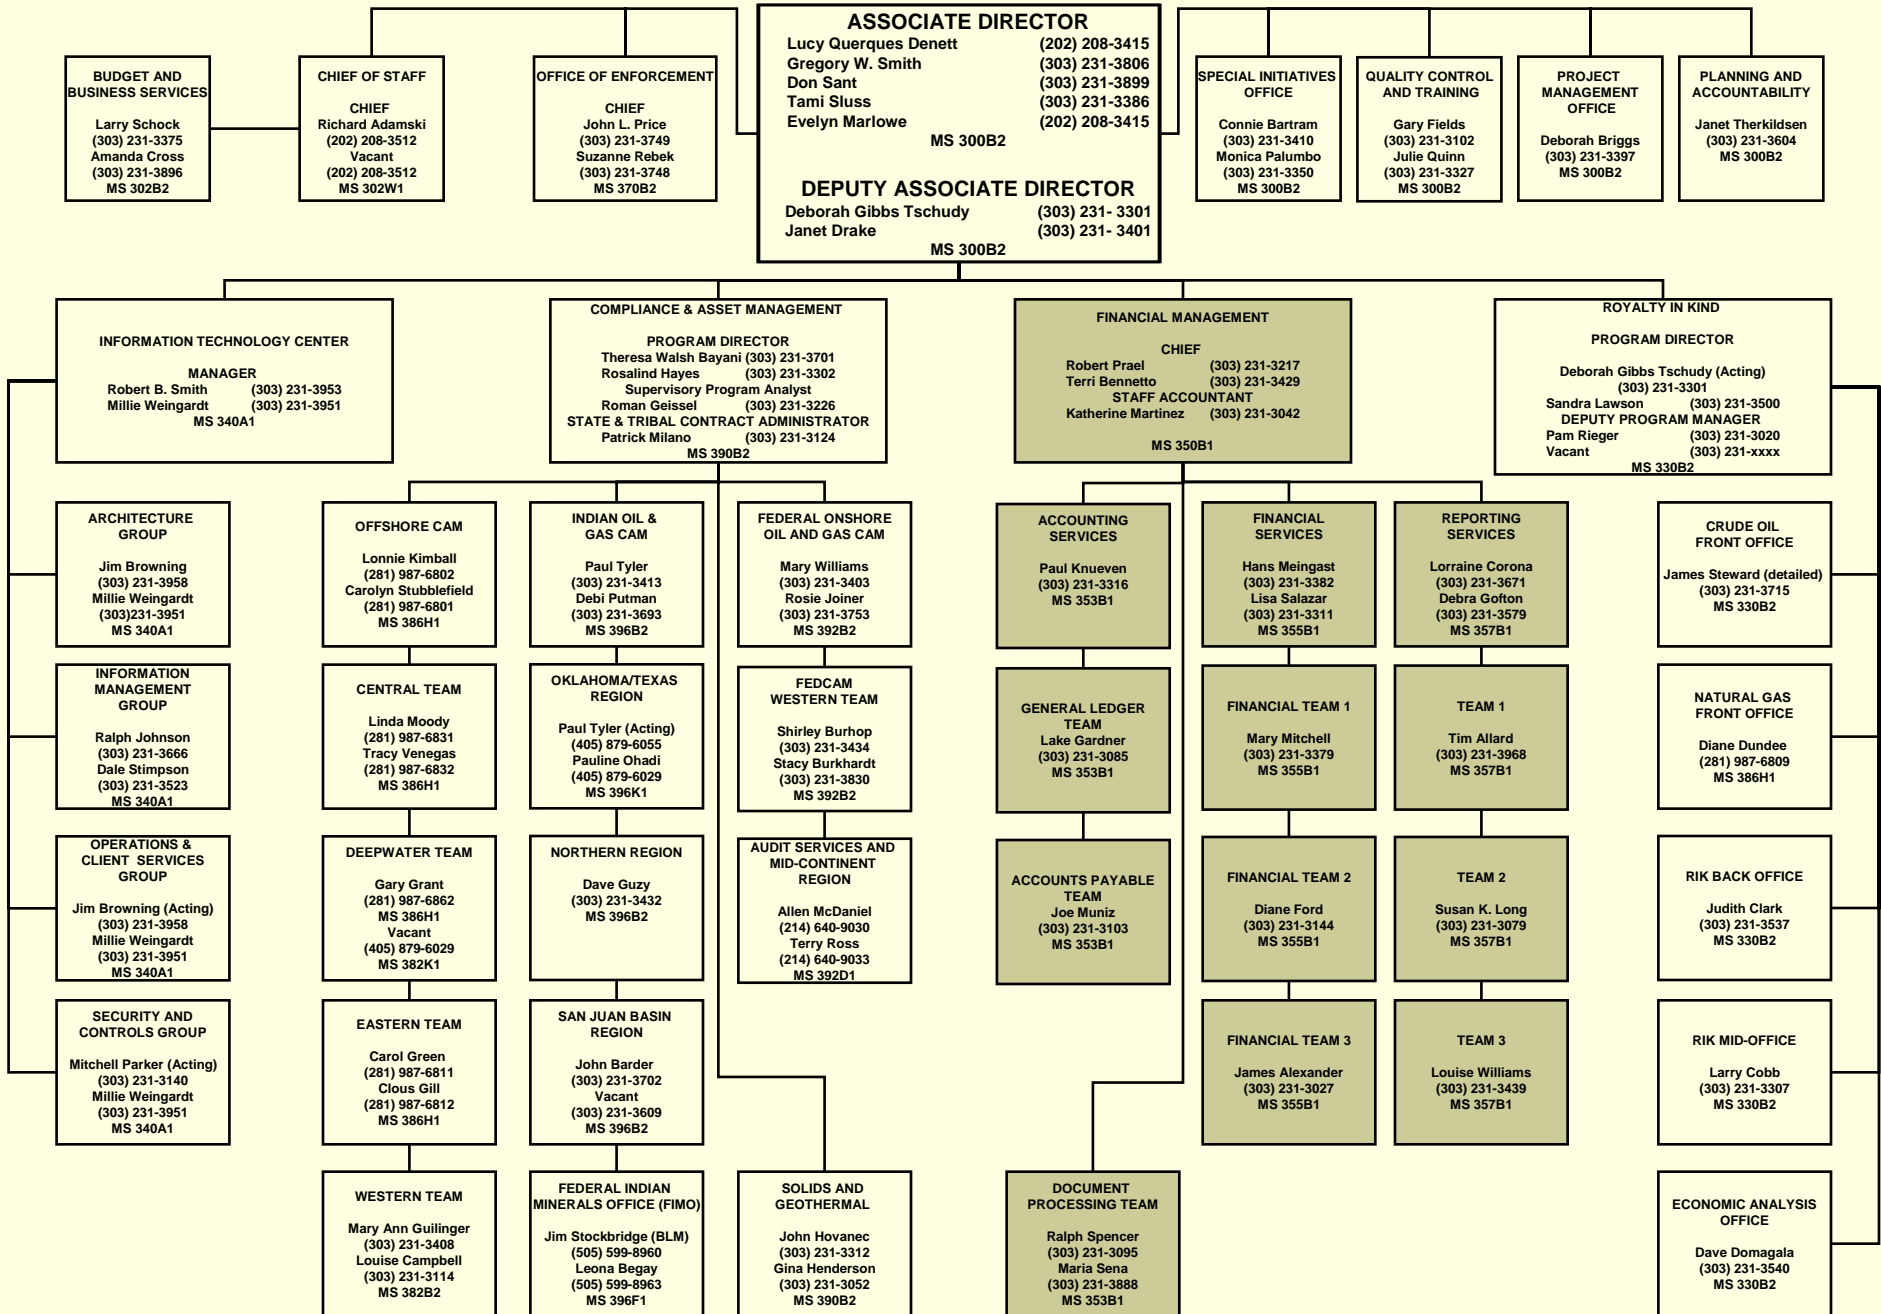 ASSOCIATE DIRECTOR
Lucy Querques Denett (202) 208-3415
Gregory W. Smith (303) 231-3806
Don Sant (303) 231-3899
Tami Sluss (303) 231-3386
Evelyn Marlowe (202) 208-3415
MS 300B2
DEPUTY ASSOCIATE DIRECTOR
Deborah Gibbs Tschudy (303) 231- 3301
Janet Drake (303) 231- 3401
MS 300B2
BUDGET AND
BUSINESS SERVICES
Larry Schock
(303) 231-3375
Amanda Cross
(303) 231-3896
MS 302B2
CHIEF OF STAFF
CHIEF
Richard Adamski
(202) 208-3512
Vacant
(202) 208-3512
MS 302W1
OFFICE OF ENFORCEMENT
CHIEF
John L. Price
(303) 231-3749
Suzanne Rebek
(303) 231-3748
MS 370B2
SPECIAL INITIATIVES
OFFICE
Connie Bartram
(303) 231-3410
Monica Palumbo
(303) 231-3350
MS 300B2
QUALITY CONTROL
AND TRAINING
Gary Fields
(303) 231-3102
Julie Quinn
(303) 231-3327
MS 300B2
PROJECT
MANAGEMENT
OFFICE
Deborah Briggs
(303) 231-3397
MS 300B2
PLANNING AND
ACCOUNTABILITY
Janet Therkildsen
(303) 231-3604
MS 300B2
INFORMATION TECHNOLOGY CENTER
MANAGER
Robert B. Smith (303) 231-3953
Millie Weingardt (303) 231-3951
MS 340A1
COMPLIANCE & ASSET MANAGEMENT
PROGRAM DIRECTOR
Theresa Walsh Bayani (303) 231-3701
Rosalind Hayes (303) 231-3302
Supervisory Program Analyst
Roman Geissel (303) 231-3226
STATE & TRIBAL CONTRACT ADMINISTRATOR
Patrick Milano (303) 231-3124
MS 390B2
FINANCIAL MANAGEMENT
CHIEF
Robert Prael (303) 231-3217
Terri Bennetto (303) 231-3429
STAFF ACCOUNTANT
Katherine Martinez (303) 231-3042
MS 350B1
ROYALTY IN KIND
PROGRAM DIRECTOR
Deborah Gibbs Tschudy (Acting)
(303) 231-3301
Sandra Lawson (303) 231-3500
DEPUTY PROGRAM MANAGER
Pam Rieger (303) 231-3020
Vacant (303) 231-xxxx
MS 330B2
ARCHITECTURE
GROUP
Jim Browning
(303) 231-3958
Millie Weingardt
(303)231-3951
MS 340A1
INFORMATION
MANAGEMENT
GROUP
Ralph Johnson
(303) 231-3666
Dale Stimpson
(303) 231-3523
MS 340A1
OPERATIONS &
CLIENT SERVICES
GROUP
Jim Browning (Acting)
(303) 231-3958
Millie Weingardt
(303) 231-3951
MS 340A1
SECURITY AND
CONTROLS GROUP
Mitchell Parker (Acting)
(303) 231-3140
Millie Weingardt
(303) 231-3951
MS 340A1
OFFSHORE CAM
Lonnie Kimball
(281) 987-6802
Carolyn Stubblefield
(281) 987-6801
MS 386H1
CENTRAL TEAM
Linda Moody
(281) 987-6831
Tracy Venegas
(281) 987-6832
MS 386H1
DEEPWATER TEAM
Gary Grant
(281) 987-6862
MS 386H1
Vacant
(405) 879-6029
MS 382K1
EASTERN TEAM
Carol Green
(281) 987-6811
Clous Gill
(281) 987-6812
MS 386H1
WESTERN TEAM
Mary Ann Guilinger
(303) 231-3408
Louise Campbell
(303) 231-3114
MS 382B2
INDIAN OIL &
GAS CAM
Paul Tyler
(303) 231-3413
Debi Putman
(303) 231-3693
MS 396B2
OKLAHOMA/TEXAS
REGION
Paul Tyler (Acting)
(405) 879-6055
Pauline Ohadi
(405) 879-6029
MS 396K1
NORTHERN REGION
Dave Guzy
(303) 231-3432
MS 396B2
SAN JUAN BASIN
REGION
John Barder
(303) 231-3702
Vacant
(303) 231-3609
MS 396B2
FEDERAL INDIAN
MINERALS OFFICE (FIMO)
Jim Stockbridge (BLM)
(505) 599-8960
Leona Begay
(505) 599-8963
MS 396F1
FEDERAL ONSHORE
OIL AND GAS CAM
Mary Williams
(303) 231-3403
Rosie Joiner
(303) 231-3753
MS 392B2
FEDCAM
WESTERN TEAM
Shirley Burhop
(303) 231-3434
Stacy Burkhardt
(303) 231-3830
MS 392B2
AUDIT SERVICES AND
MID-CONTINENT
REGION
Allen McDaniel
(214) 640-9030
Terry Ross
(214) 640-9033
MS 392D1
SOLIDS AND
GEOTHERMAL
John Hovanec
(303) 231-3312
Gina Henderson
(303) 231-3052
MS 390B2
ACCOUNTING
SERVICES
Paul Knueven
(303) 231-3316
MS 353B1
GENERAL LEDGER
TEAM
Lake Gardner
(303) 231-3085
MS 353B1
ACCOUNTS PAYABLE
TEAM
Joe Muniz
(303) 231-3103
MS 353B1
DOCUMENT
PROCESSING TEAM
Ralph Spencer
(303) 231-3095
Maria Sena
(303) 231-3888
MS 353B1
FINANCIAL
SERVICES
Hans Meingast
(303) 231-3382
Lisa Salazar
(303) 231-3311
MS 355B1
FINANCIAL TEAM 1
Mary Mitchell
(303) 231-3379
MS 355B1
FINANCIAL TEAM 2
Diane Ford
(303) 231-3144
MS 355B1
FINANCIAL TEAM 3
James Alexander
(303) 231-3027
MS 355B1
REPORTING
SERVICES
Lorraine Corona
(303) 231-3671
Debra Gofton
(303) 231-3579
MS 357B1
TEAM 1
Tim Allard
(303) 231-3968
MS 357B1
TEAM 2
Susan K. Long
(303) 231-3079
MS 357B1
TEAM 3
Louise Williams
(303) 231-3439
MS 357B1
CRUDE OIL
FRONT OFFICE
James Steward (detailed)
(303) 231-3715
MS 330B2
NATURAL GAS
FRONT OFFICE
Diane Dundee
(281) 987-6809
MS 386H1
RIK BACK OFFICE
Judith Clark
(303) 231-3537
MS 330B2
RIK MID-OFFICE
Larry Cobb
(303) 231-3307
MS 330B2
ECONOMIC ANALYSIS
OFFICE
Dave Domagala
(303) 231-3540
MS 330B2